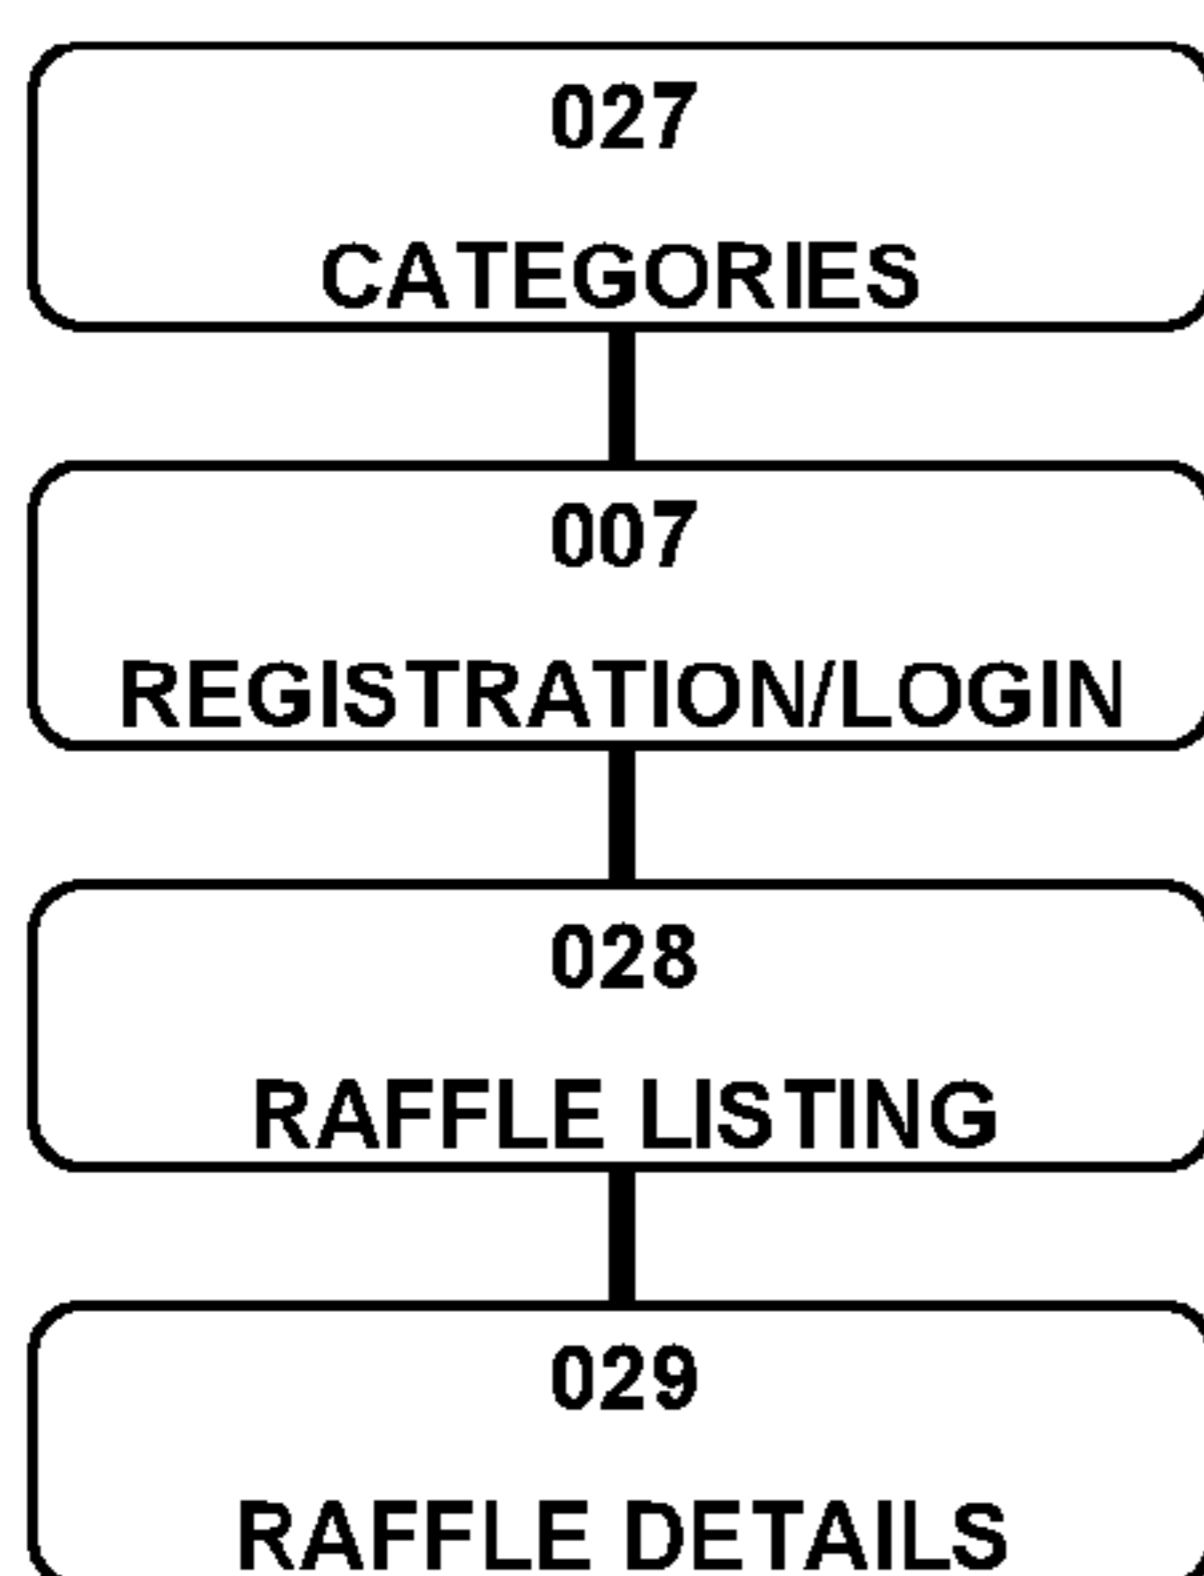 027
CATEGORIES
007
REGISTRATION/LOGIN
028
RAFFLE LISTING
029
RAFFLE DETAILS